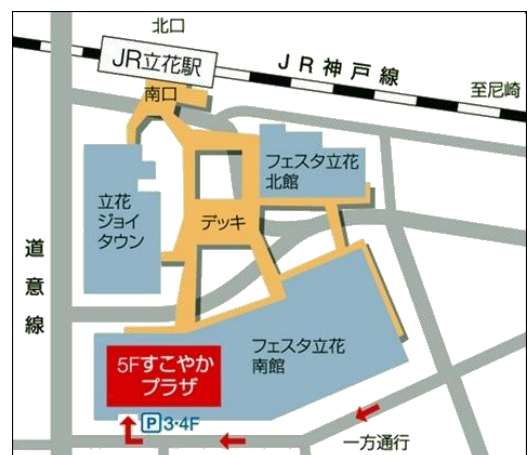 北口
JR立花駅
JR神戸線
至尼崎
南口
フェスタ立花
北館
立花
ジョイ
タウン
デッキ
道意線
フェスタ立花
南館
5Fすこやか
プラザ
P3・4F
一方通行